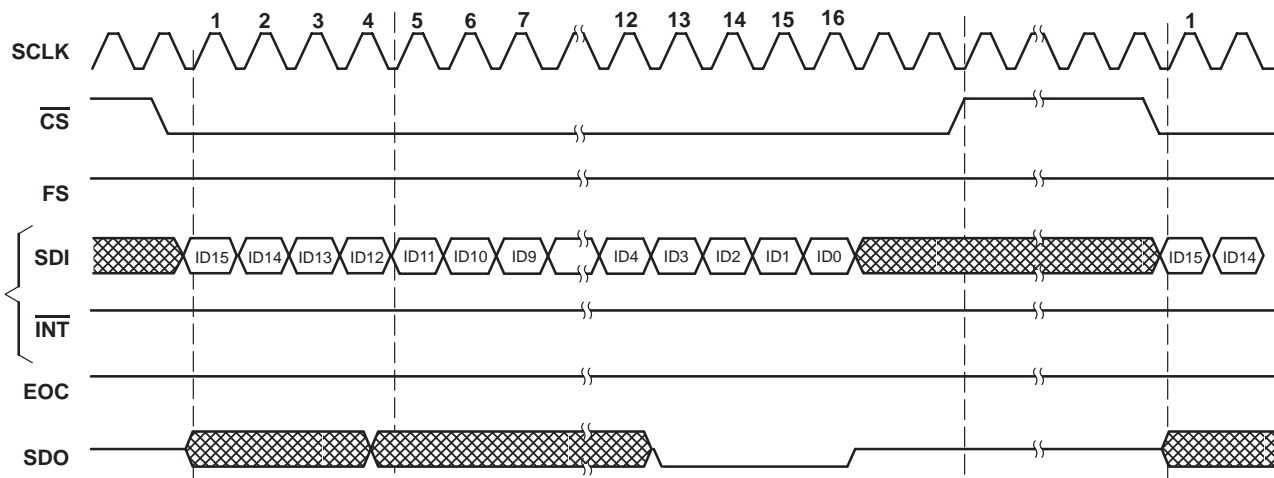 1 2 3 4 5 6 7 12 13 14 15 16 1
SCLK
CS
FS
SDI ID15 ID14 ID13 ID12 ID11 ID10 ID9 ID4 ID3 ID2 ID1 ID0 ID15 ID14
INT
EOC
SDO